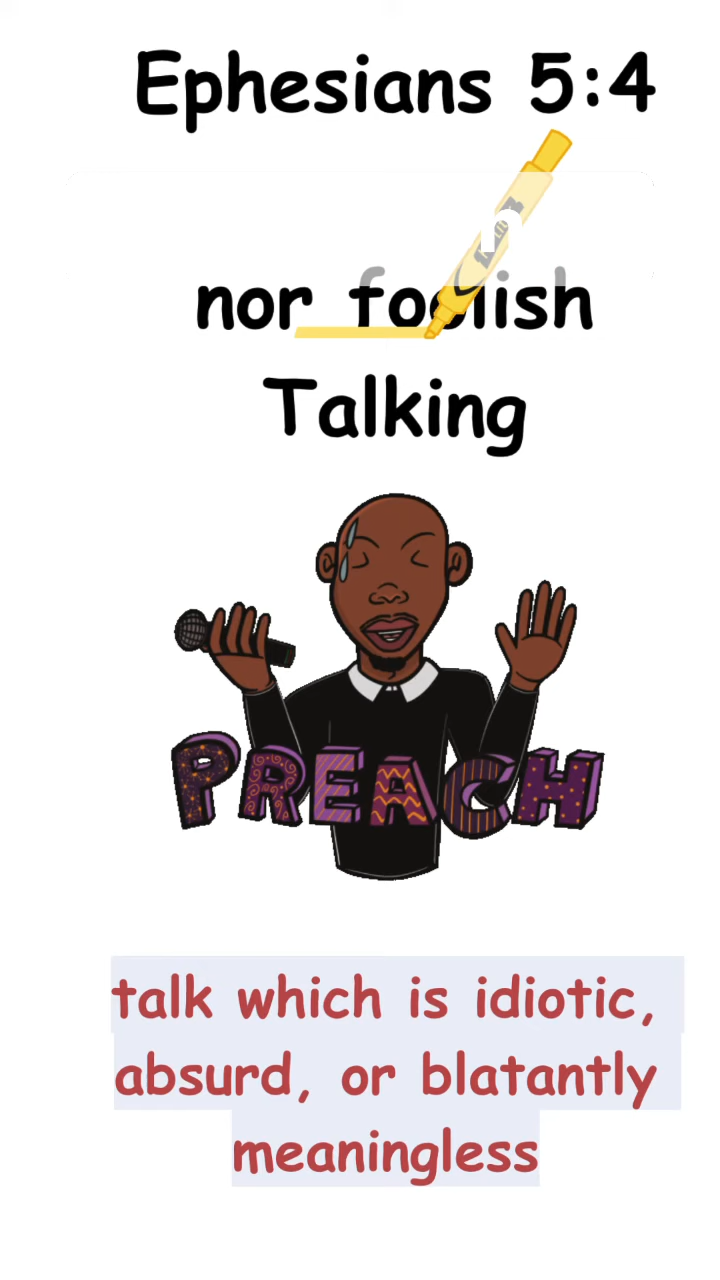 Ephesians 5:4
n
nor foolish
Talking
PREACH
talk which is idiotic,
absurd, or blatantly
meaningless